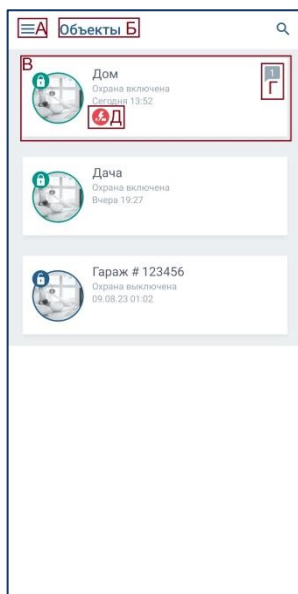 А Объекты Б
В
Дом
1
Охрана включена
Г
Сегодня 13:52
Д
Дача
Охрана включена
Вчера 19:27
Гараж # 123456
Охрана выключена
09.08.23 01:02